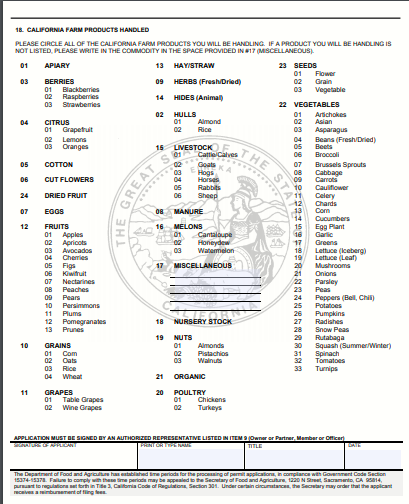 18. CALIFORNIA FARM PRODUCTS HANDLED
PLEASE CIRCLE ALL OF THE CALIFORNIA FARM PRODUCTS YOU WILL BE HANDLING. IF A PRODUCT YOU WILL BE HANDLING IS
NOT LISTED, PLEASE WRITE IN THE COMMODITY IN THE SPACE PROVIDED IN #17 (MISCELLANEOUS).
01 APIARY
03 BERRIES
01 Blackberries
02 Raspberries
03 Strawberries
04 CITRUS
01 Grapefruit
02 Lemons
03 Oranges
05 COTTON
06 CUT FLOWERS
24 DRIED FRUIT
07 EGGS
12 FRUITS
01 Apples
02 Apricots
03 Avocados
04 Cherries
05 Figs
06 Kiwifruit
07 Nectarines
08 Peaches
09 Pears
10 Persimmons
11 Plums
12 Pomegranates
13 Prunes
10 GRAINS
01 Corn
02 Oats
03 Rice
04 Wheat
11 GRAPES
01 Table Grapes
02 Wine Grapes
13 HAY/STRAW
09 HERBS (Fresh/Dried)
14 HIDES (Animal)
02 HULLS
01 Almond
02 Rice
15 LIVESTOCK
01 Cattle/Calves
02 Goats
03 Hogs
04 Horses
05 Rabbits
06 Sheep
08 MANURE
16 MELONS
01 Cantaloupe
02 Honeydew
03 Watermelon
17 MISCELLANEOUS
18 NURSERY STOCK
19 NUTS
01 Almonds
02 Pistachios
03 Walnuts
21 ORGANIC
20 POULTRY
01 Chickens
02 Turkeys
23 SEEDS
01 Flower
02 Grain
03 Vegetable
22 VEGETABLES
01 Artichokes
02 Asian
03 Asparagus
04 Beans (Fresh/Dried)
05 Beets
06 Broccoli
07 Brussels Sprouts
08 Cabbage
09 Carrots
10 Cauliflower
11 Celery
12 Chards
13 Corn
14 Cucumbers
15 Egg Plant
16 Garlic
17 Greens
18 Lettuce (Iceberg)
19 Lettuce (Leaf)
20 Mushrooms
21 Onions
22 Parsley
23 Peas
24 Peppers (Bell, Chili)
25 Potatoes
26 Pumpkins
27 Radishes
28 Snow Peas
29 Rutabaga
30 Squash (Summer/Winter)
31 Spinach
32 Tomatoes
33 Turnips
THE GREAT SEAL OF THE STATE
EUREKA
CALIFORNIA
APPLICATION MUST BE SIGNED BY AN AUTHORIZED REPRESENTATIVE LISTED IN ITEM 9 (Owner or Partner, Member or Officer)
SIGNATURE OF APPLICANT PRINT OR TYPE NAME TITLE DATE
The Department of Food and Agriculture has established time periods for the processing of permit applications, in compliance with Government Code Section
15374-15378. Failure to comply with these time periods may be appealed to the Secretary of Food and Agriculture, 1220 N Street, Sacramento, CA 95814,
pursuant to regulations set forth in Title 3, California Code of Regulations, Section 301. Under certain circumstances, the Secretary may order that the applicant
receives a reimbursement of filing fees.